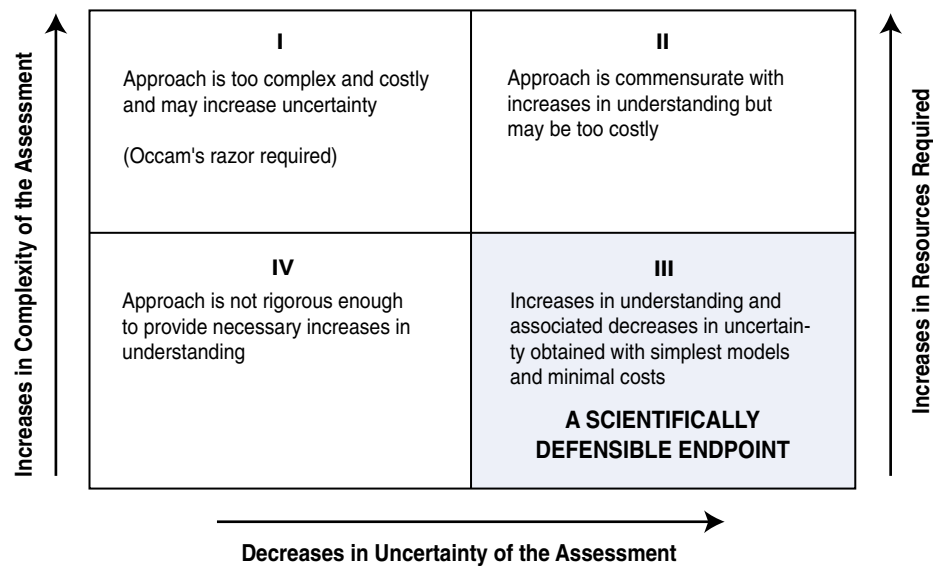 Increases in Complexity of the Assessment
I
Approach is too complex and costly
and may increase uncertainty
(Occam's razor required)
II
Approach is commensurate with
increases in understanding but
may be too costly
IV
Approach is not rigorous enough
to provide necessary increases in
understanding
III
Increases in understanding and
associated decreases in uncertain-
ty obtained with simplest models
and minimal costs
A SCIENTIFICALLY
DEFENSIBLE ENDPOINT
Increases in Resources Required
Decreases in Uncertainty of the Assessment